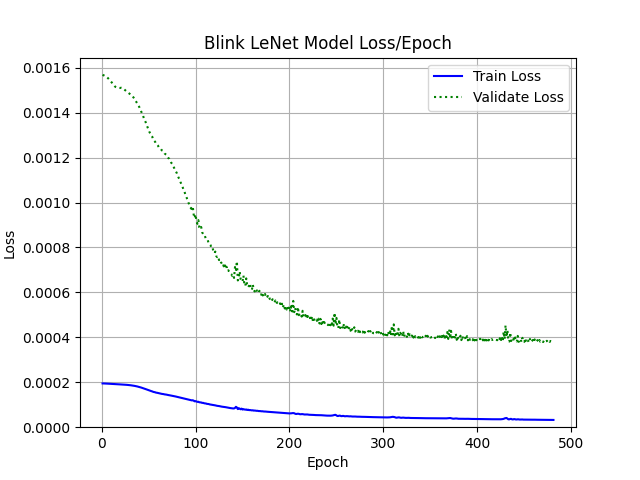 Blink LeNet Model Loss/Epoch
Train Loss
Validate Loss
0.0016
0.0014
0.0012
0.0010
0.0008
0.0006
0.0004
0.0002
0.0000
Loss
0 100 200 300 400 500
Epoch